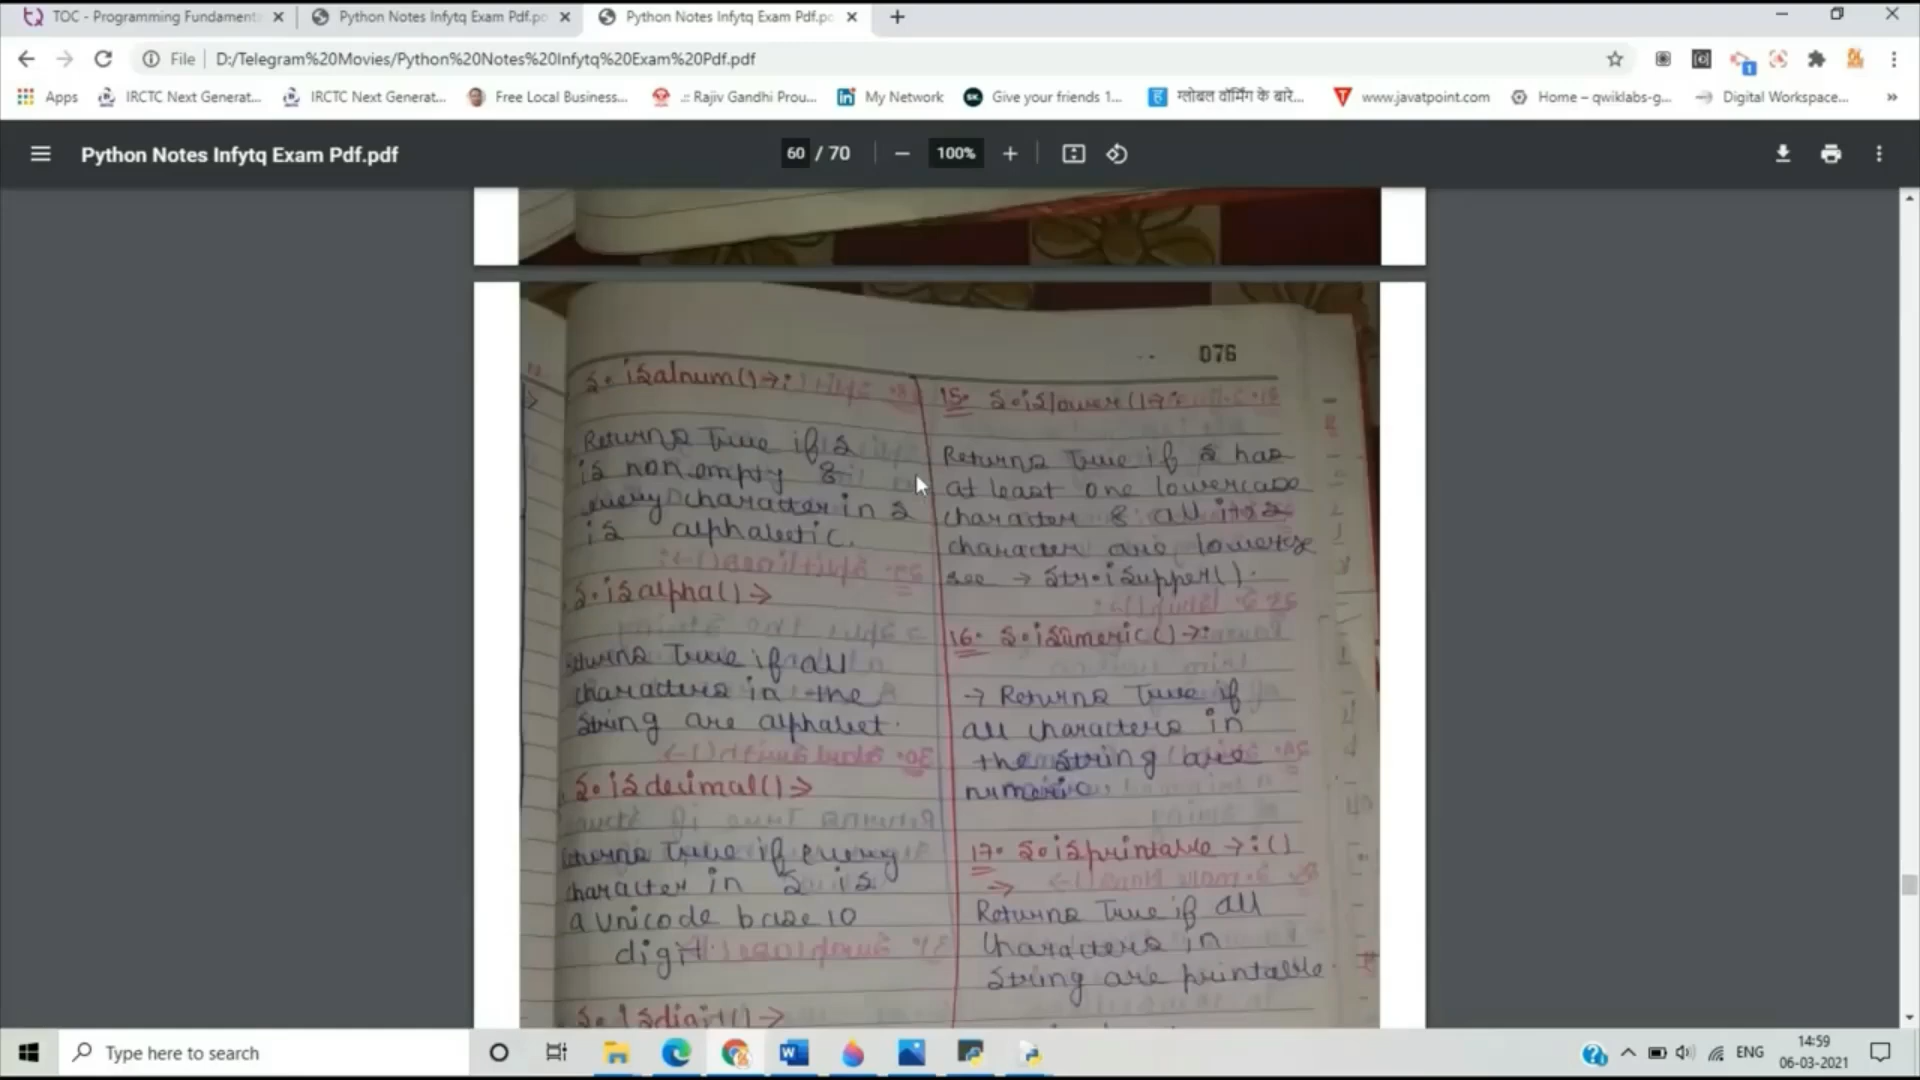 TOC - Programming Fundament
Python Notes Infytq Exam Pdf.po
Python Notes Infytq Exam Pdf.po
File
D:/Telegram%20Movies/Python%20Notes%20Infytq%20Exam%20Pdf.pdf
Apps
IRCTC Next Generat...
IRCTC Next Generat...
Free Local Business...
.:: Rajiv Gandhi Prou...
My Network
Give your friends 1...
ग्लोबल वॉर्मिंग के बारे...
www.javatpoint.com
Home – qwiklabs-g...
Digital Workspace...
Python Notes Infytq Exam Pdf.pdf
60 / 70
100%
076
S.isalnum()→:
Returns True if S
is non empty &
every character in S
is alphabetic.
S.isalpha()→
Returns True if all
characters in the
string are alphabet.
S.isdecimal()→
Returns True if every
character in S is
a Unicode base 10
digit
S.isdigit()→
15. S.islower()→:
Returns True if S has
at least one lowercase
character & all its
character are lowercse
see → Str.isupper().
16. S.isumeric()→:
→ Returns True if
all characters in
the string are
numeric
17. S.isprintable→:()
→
Returns True if all
Characters in
String are printable.
Type here to search
ENG
14:59
06-03-2021